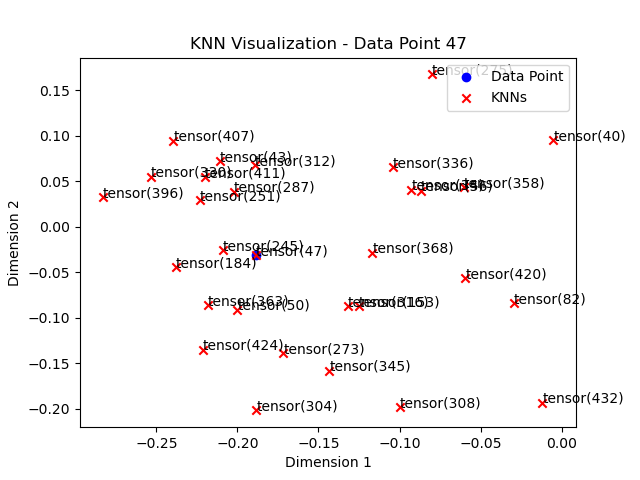 KNN Visualization - Data Point 47
tensor(275)
Data Point
KNNs
0.15
0.10
0.05
0.00
−0.05
−0.10
−0.15
−0.20
Dimension 2
tensor(407)
tensor(40)
tensor(43)
tensor(312)
tensor(336)
tensor(330)
tensor(411)
tensor(287)
tensor(358)
tensor(396)
tensor(251)
tensor(245)
tensor(47)
tensor(368)
tensor(184)
tensor(420)
tensor(363)
tensor(50)
tensor(82)
tensor(424)
tensor(273)
tensor(345)
tensor(304)
tensor(308)
tensor(432)
−0.25
−0.20
−0.15
−0.10
−0.05
0.00
Dimension 1